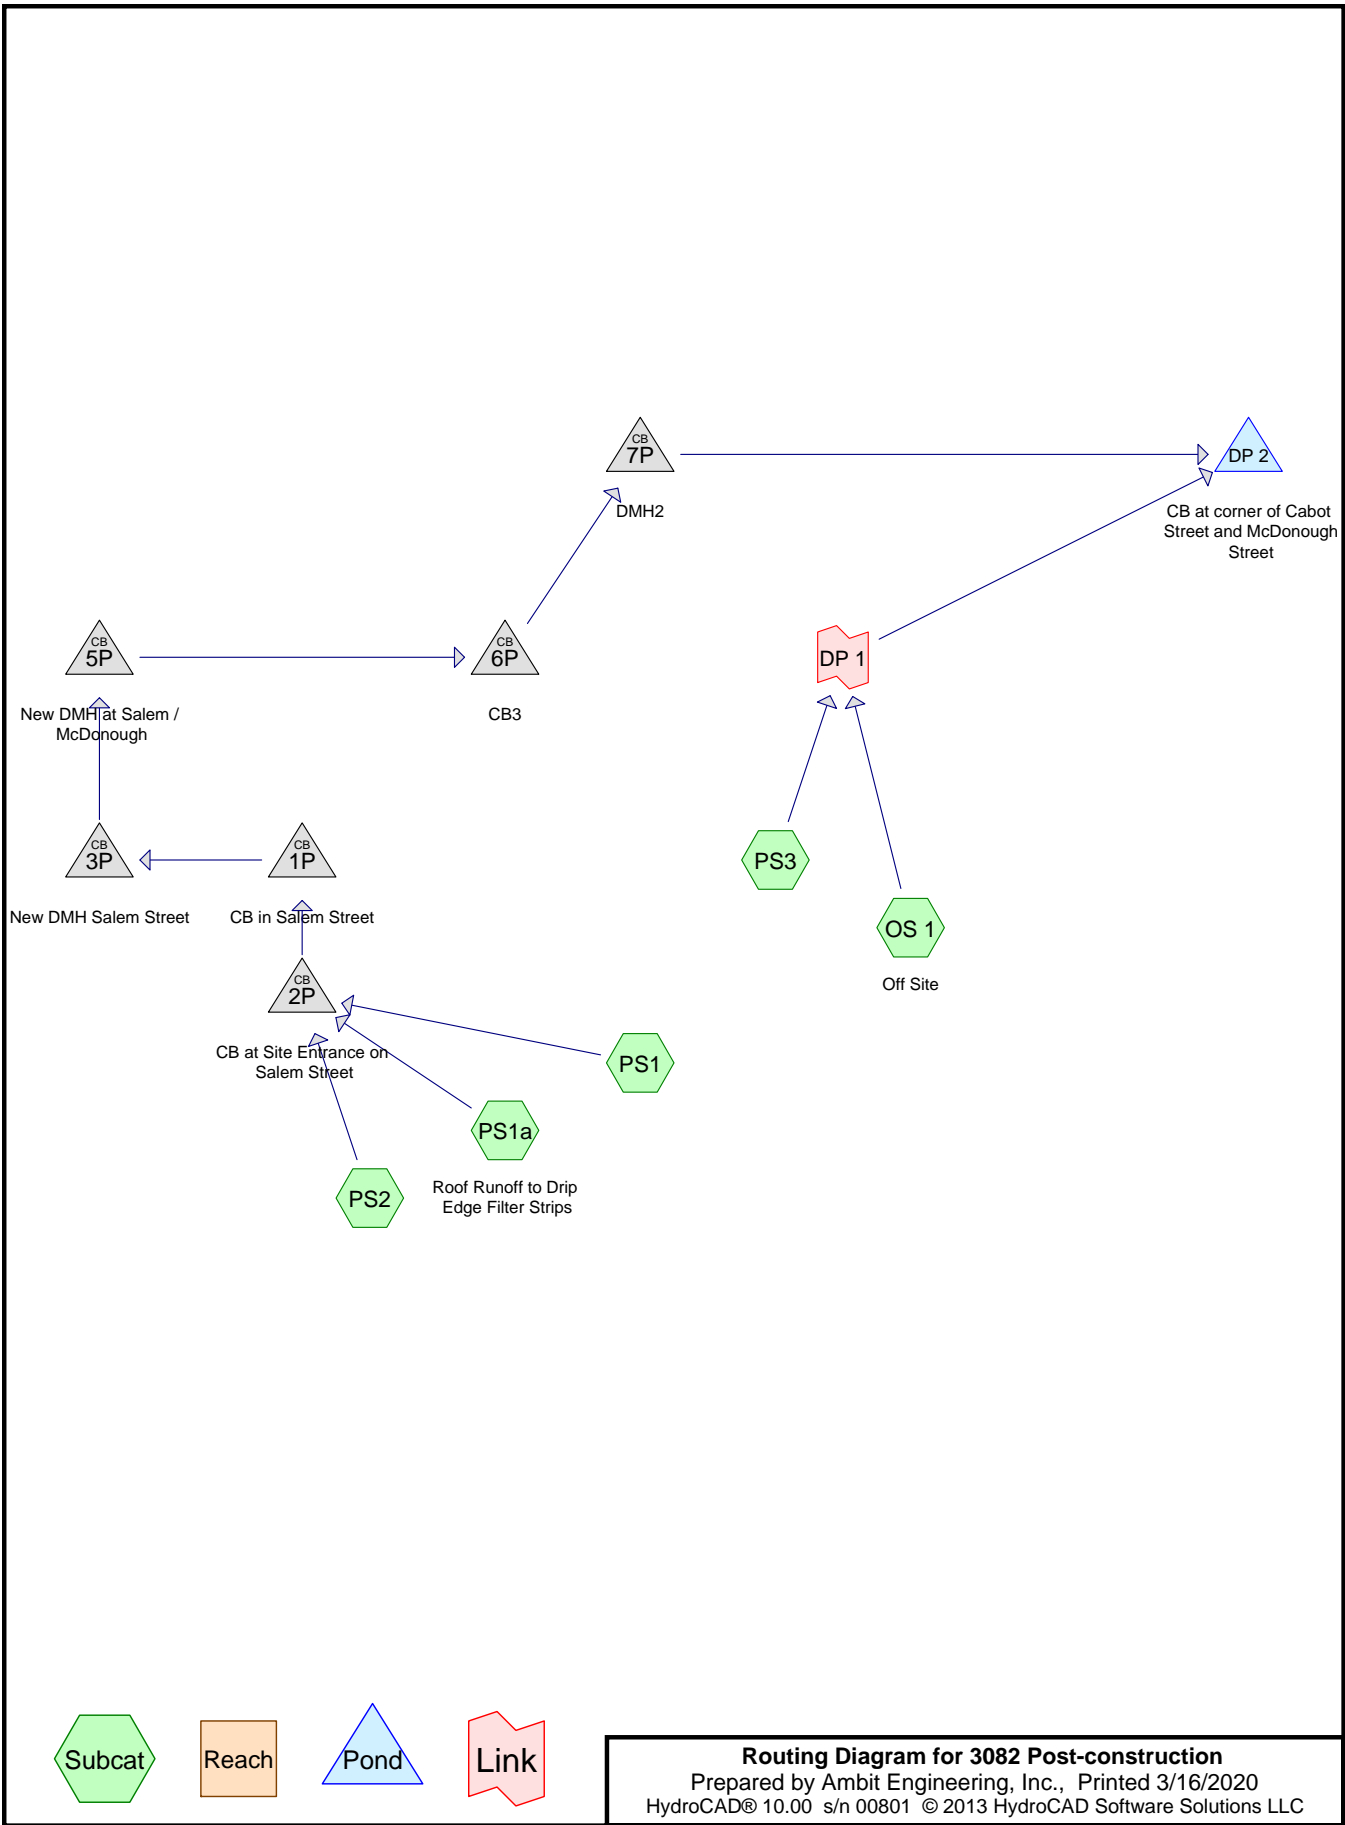 CB
7P
DMH2
DP 2
CB at corner of Cabot
Street and McDonough
Street
CB
5P
New DMH at Salem /
McDonough
CB
6P
CB3
DP 1
CB
3P
New DMH Salem Street
CB
1P
CB in Salem Street
PS3
OS 1
Off Site
CB
2P
CB at Site Entrance on
Salem Street
PS1
PS1a
Roof Runoff to Drip
Edge Filter Strips
PS2
Subcat
Reach
Pond
Link
Routing Diagram for 3082 Post-construction
Prepared by Ambit Engineering, Inc., Printed 3/16/2020
HydroCAD® 10.00 s/n 00801 © 2013 HydroCAD Software Solutions LLC